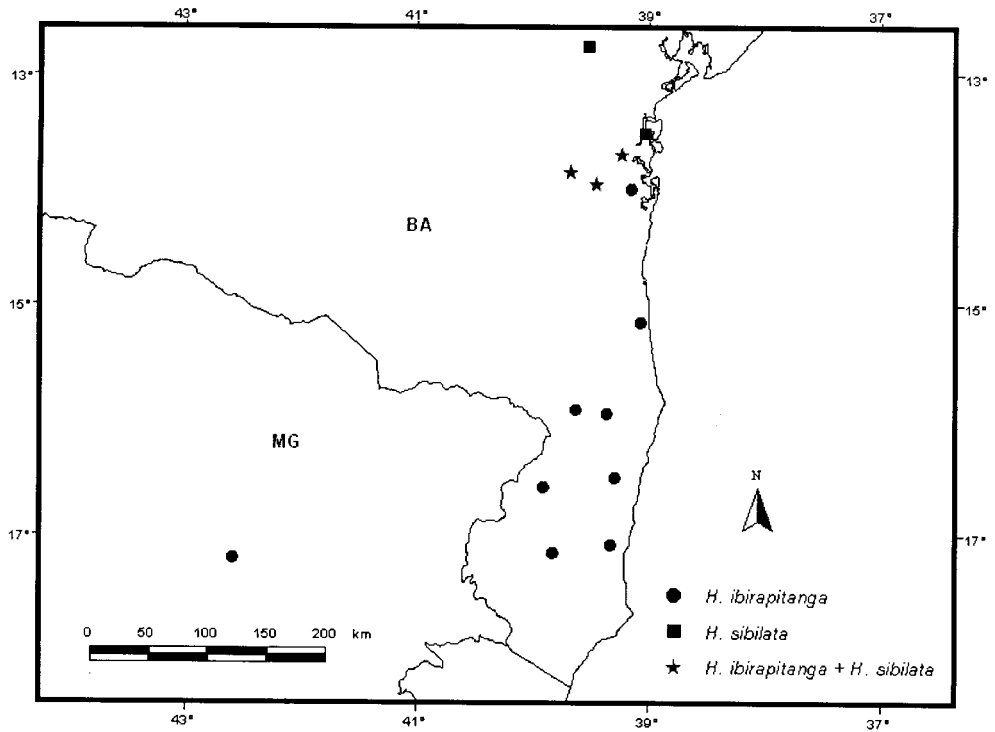 43° 41° 39° 37°
13° 13°
BA
15° 15°
MG
N
17° 17°
H. ibirapitanga
0 50 100 150 200 km
H. sibilata
H. ibirapitanga + H. sibilata
43° 41° 39° 37°